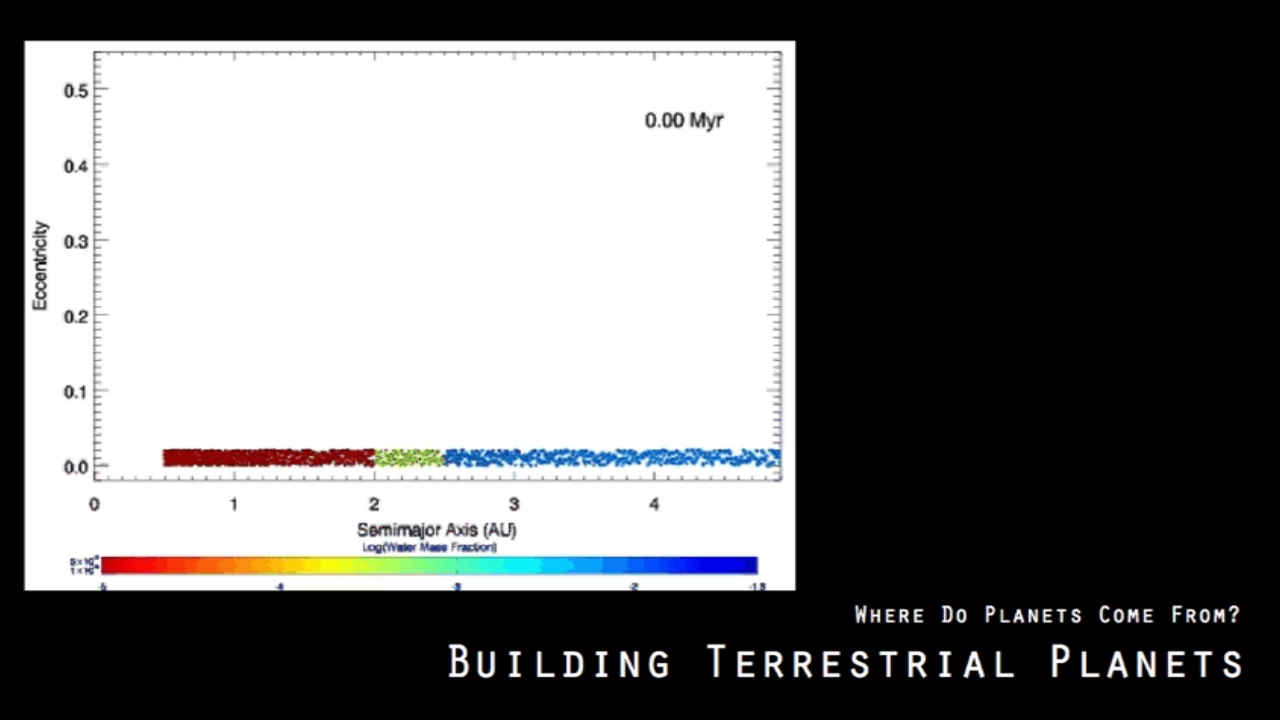 0.5
0.00 Myr
0.4
0.3
Eccentricity
0.2
0.1
0.0
0 1 2 3 4
Semimajor Axis (AU)
Log(Water Mass Fraction)
-5 -4 -3 -2
Where Do Planets Come From?
Building Terrestrial Planets